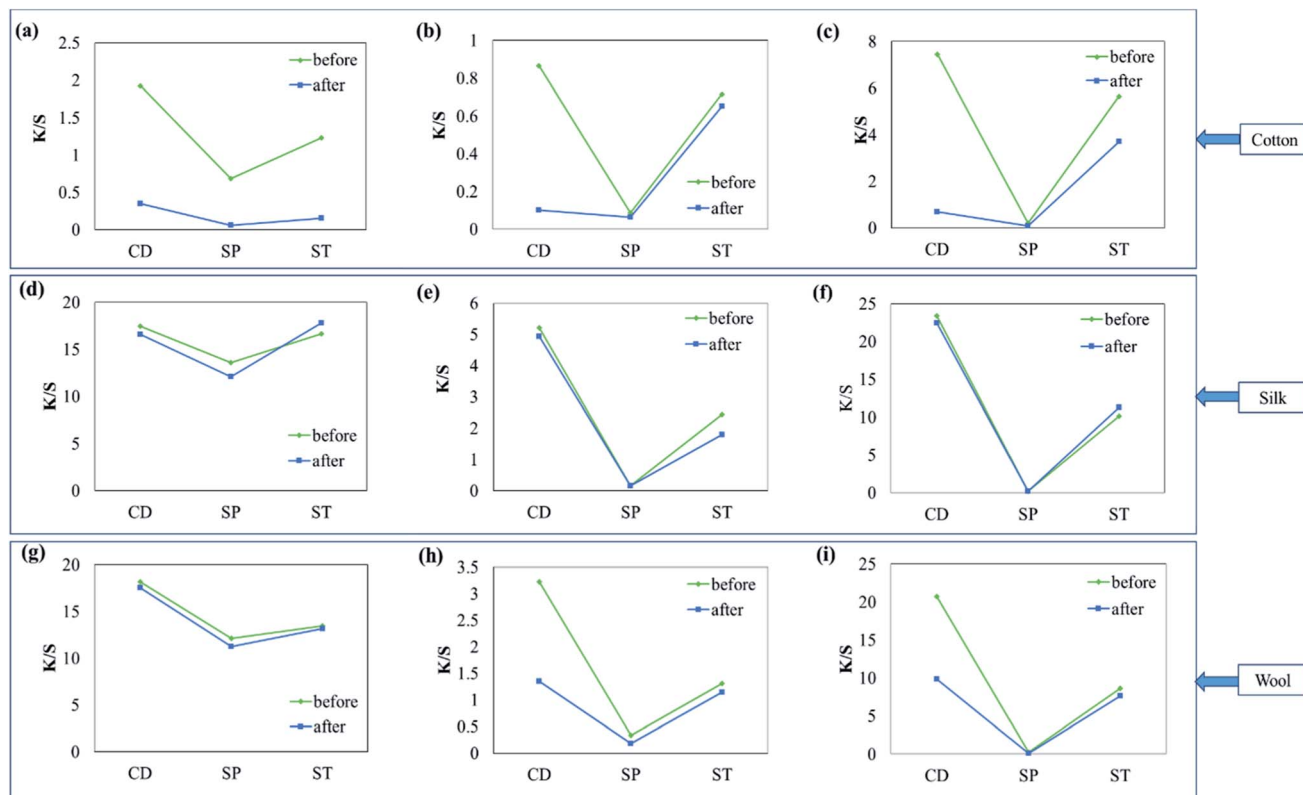 (a)
2.5
2
1.5
1
0.5
0
K/S
before
after
CD SP ST
(b)
1
0.8
0.6
0.4
0.2
0
K/S
before
after
CD SP ST
(c)
8
6
4
2
0
K/S
before
after
CD SP ST
Cotton
(d)
20
15
10
5
0
K/S
before
after
CD SP ST
(e)
6
5
4
3
2
1
0
K/S
before
after
CD SP ST
(f)
25
20
15
10
5
0
K/S
before
after
CD SP ST
Silk
(g)
20
15
10
5
0
K/S
before
after
CD SP ST
(h)
3.5
3
2.5
2
1.5
1
0.5
0
K/S
before
after
CD SP ST
(i)
25
20
15
10
5
0
K/S
before
after
CD SP ST
Wool